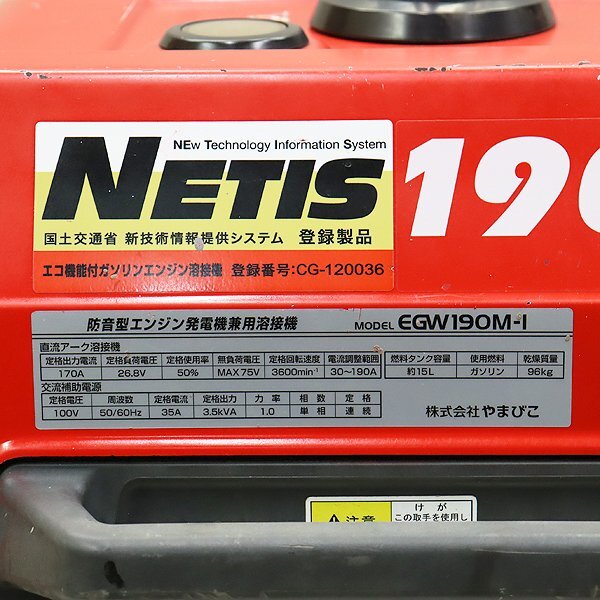 NEw Technology Information System
NETIS
国土交通省 新技術情報提供システム 登録製品
エコ機能付ガソリンエンジン溶接機 登録番号:CG-120036
190
防音型エンジン発電機兼用溶接機 MODEL EGW190M-I
直流アーク溶接機
定格出力電流 定格負荷電圧 定格使用率 無負荷電圧 定格回転速度 電流調整範囲 燃料タンク容量 使用燃料 乾燥質量
170A 26.8V 50% MAX75V 3600min⁻¹ 30~190A 約15L ガソリン 96kg
交流補助電源
定格電圧 周波数 定格電流 定格出力 力率 相数 定格
100V 50/60Hz 35A 3.5kVA 1.0 単相 連続
株式会社 やまびこ
注意
けが
この取手を使用し